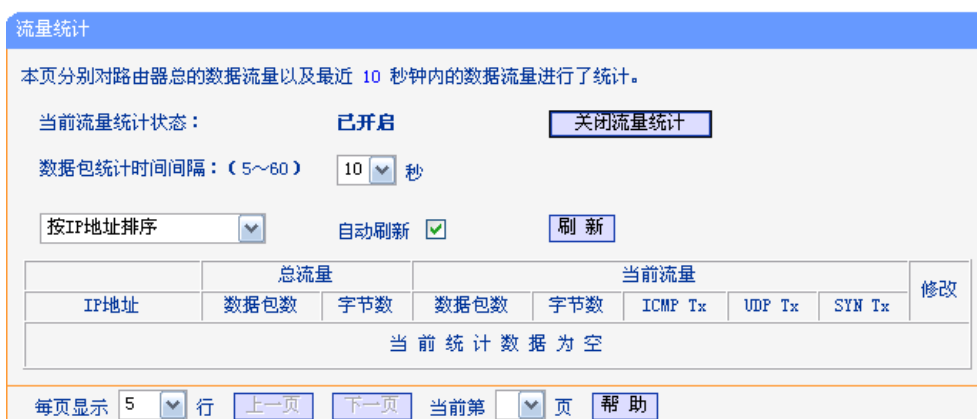 流量统计
本页分别对路由器总的数据流量以及最近 10 秒钟内的数据流量进行了统计。
当前流量统计状态： 已开启 关闭流量统计
数据包统计时间间隔：(5～60) 10 秒
按IP地址排序 自动刷新 刷 新
总流量 当前流量 修改
IP地址 数据包数 字节数 数据包数 字节数 ICMP Tx UDP Tx SYN Tx
当 前 统 计 数 据 为 空
每页显示 5 行 上一页 下一页 当前第 页 帮 助